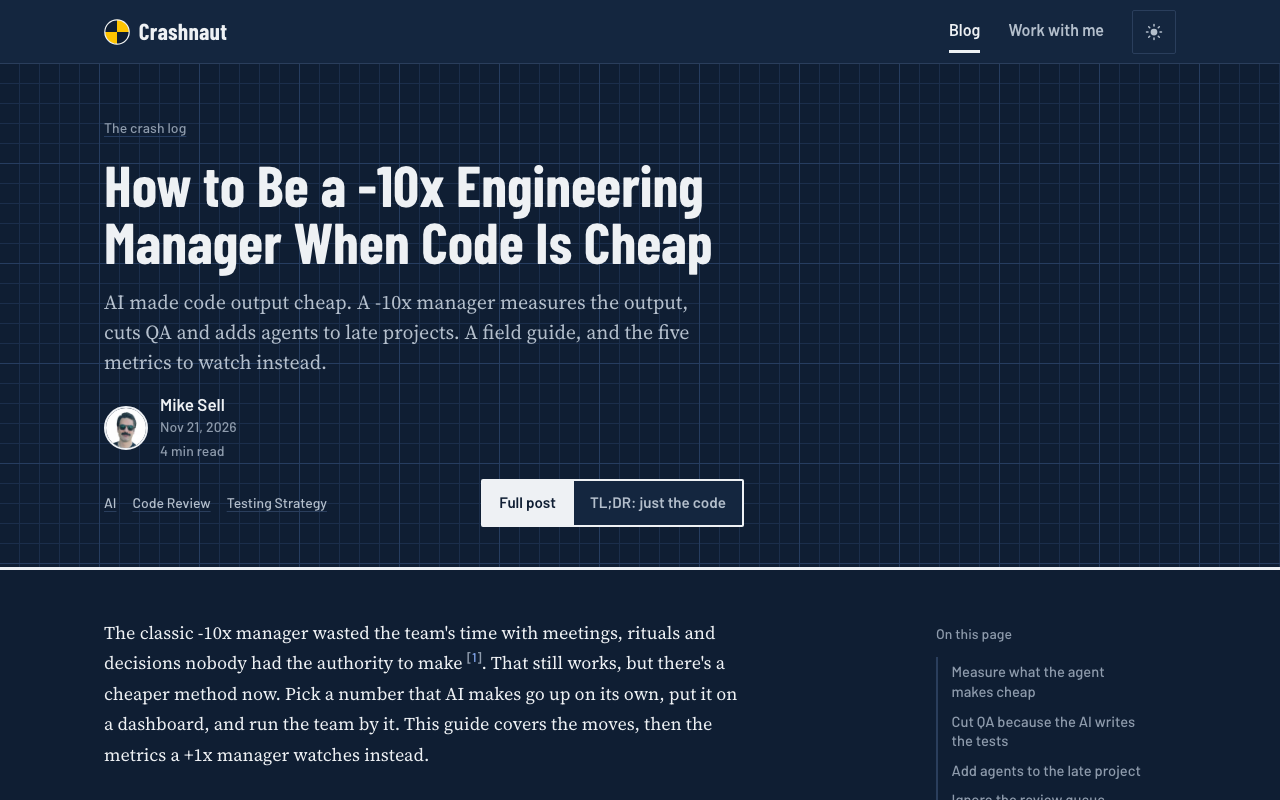 Crashnaut
Blog
Work with me
The crash log
How to Be a -10x Engineering
Manager When Code Is Cheap
AI made code output cheap. A -10x manager measures the output,
cuts QA and adds agents to late projects. A field guide, and the five
metrics to watch instead.
Mike Sell
Nov 21, 2026
4 min read
AI
Code Review
Testing Strategy
Full post
TL;DR: just the code
The classic -10x manager wasted the team's time with meetings, rituals and
decisions nobody had the authority to make [1]. That still works, but there's a
cheaper method now. Pick a number that AI makes go up on its own, put it on
a dashboard, and run the team by it. This guide covers the moves, then the
metrics a +1x manager watches instead.
On this page
Measure what the agent
makes cheap
Cut QA because the AI writes
the tests
Add agents to the late project
Ignore the review queue